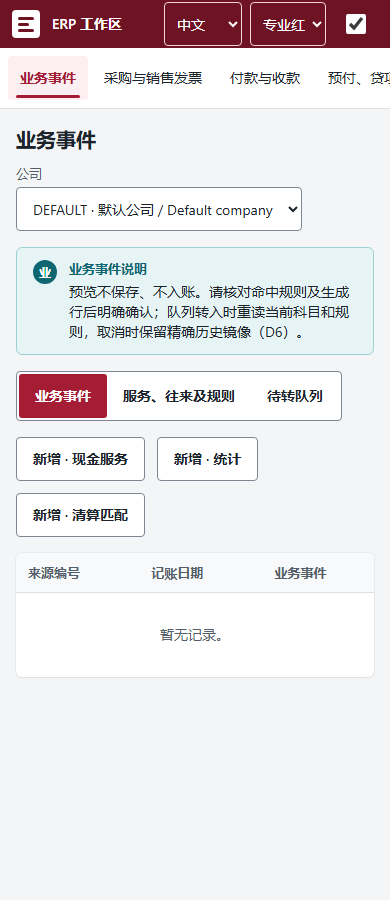 ERP 工作区
中文
专业红
业务事件
采购与销售发票
付款与收款
预付、贷项
业务事件
公司
DEFAULT · 默认公司 / Default company
业
业务事件说明
预览不保存、不入账。请核对命中规则及生成
行后明确确认；队列转入时重读当前科目和规
则，取消时保留精确历史镜像（D6）。
业务事件
服务、往来及规则
待转队列
新增 · 现金服务
新增 · 统计
新增 · 清算匹配
来源编号
记账日期
业务事件
暂无记录。